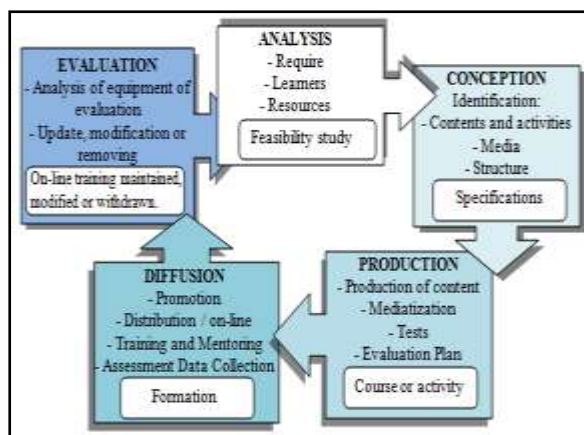 ANALYSIS
- Require
- Learners
- Resources
Feasibility study
CONCEPTION
Identification:
- Contents and activities
- Media
- Structure
Specifications
PRODUCTION
- Production of content
- Mediatization
- Tests
- Evaluation Plan
Course or activity
DIFFUSION
- Promotion
- Distribution / on-line
- Training and Mentoring
- Assessment Data Collection
Formation
EVALUATION
- Analysis of equipment of
evaluation
- Update, modification or
removing
On-line training maintained,
modified or withdrawn.